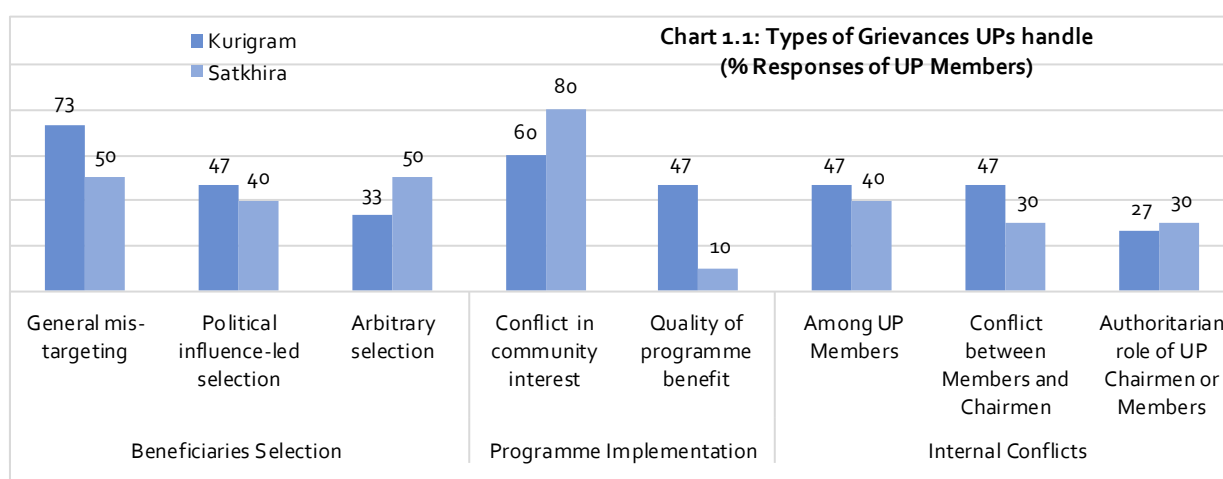 Kurigram
Satkhira
Chart 1.1: Types of Grievances UPs handle
(% Responses of UP Members)
73
50
47
40
33
50
60
80
47
10
47
40
47
30
27
30
General mis-
targeting
Political
influence-led
selection
Arbitrary
selection
Conflict in
community
interest
Quality of
programme
benefit
Among UP
Members
Conflict
between
Members and
Chairmen
Authoritarian
role of UP
Chairmen or
Members
Beneficiaries Selection
Programme Implementation
Internal Conflicts